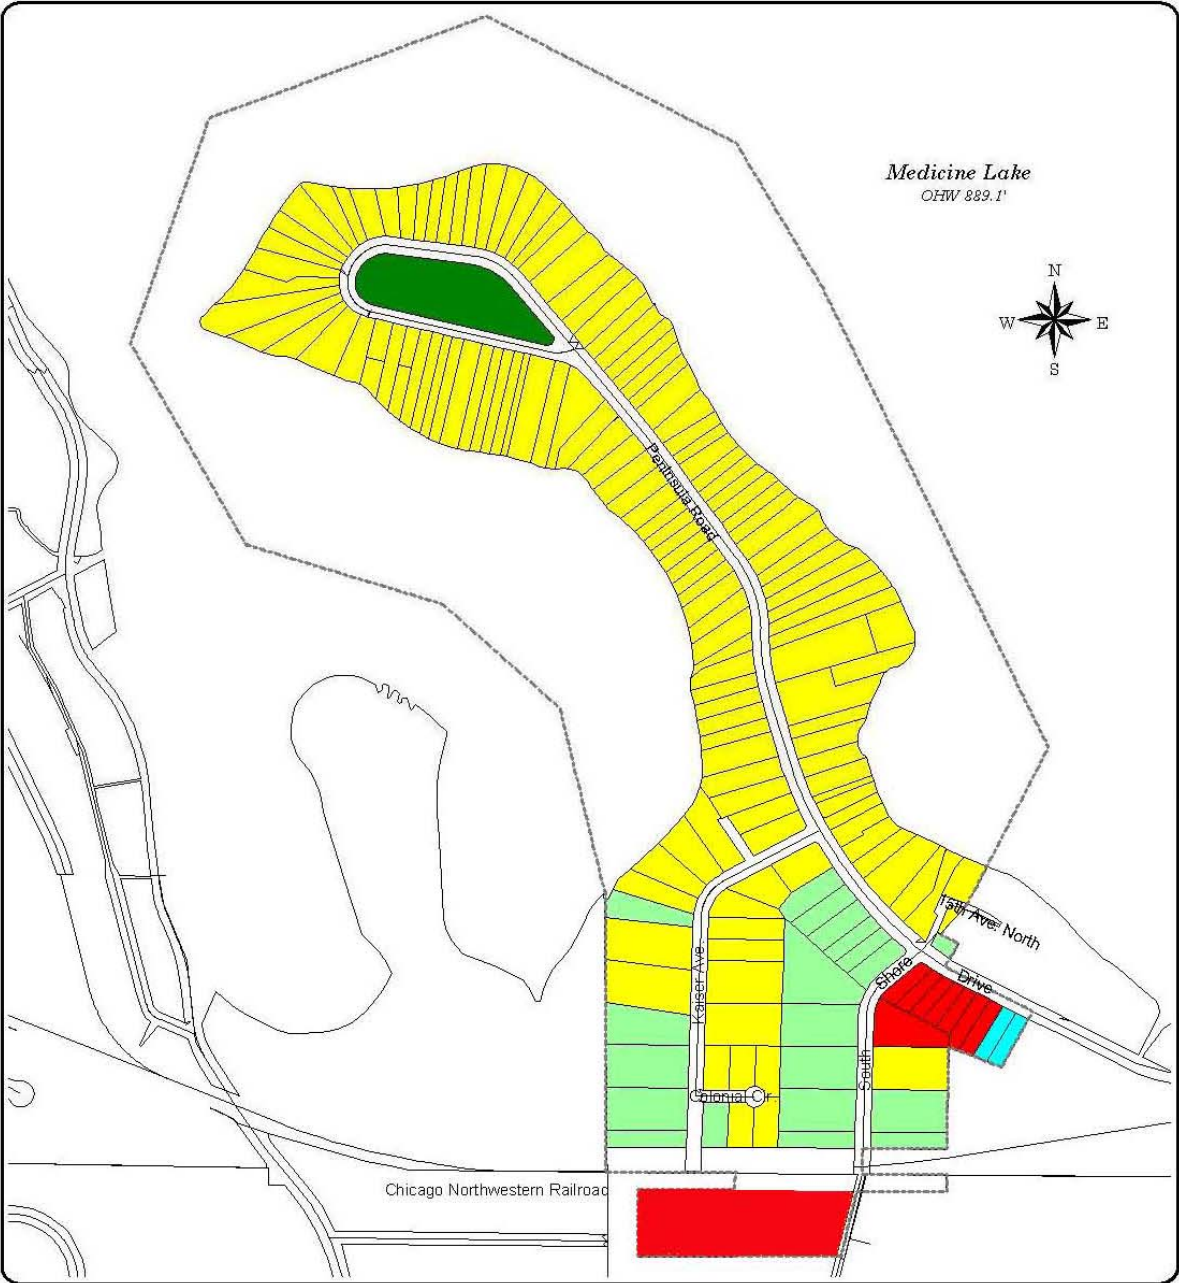 Medicine Lake
OHW 889.1'
N
W
E
S
Peninsula Road
15th Ave. North
Shore
Drive
Kaiser Ave.
South
Colonial Cir.
Chicago Northwestern Railroad